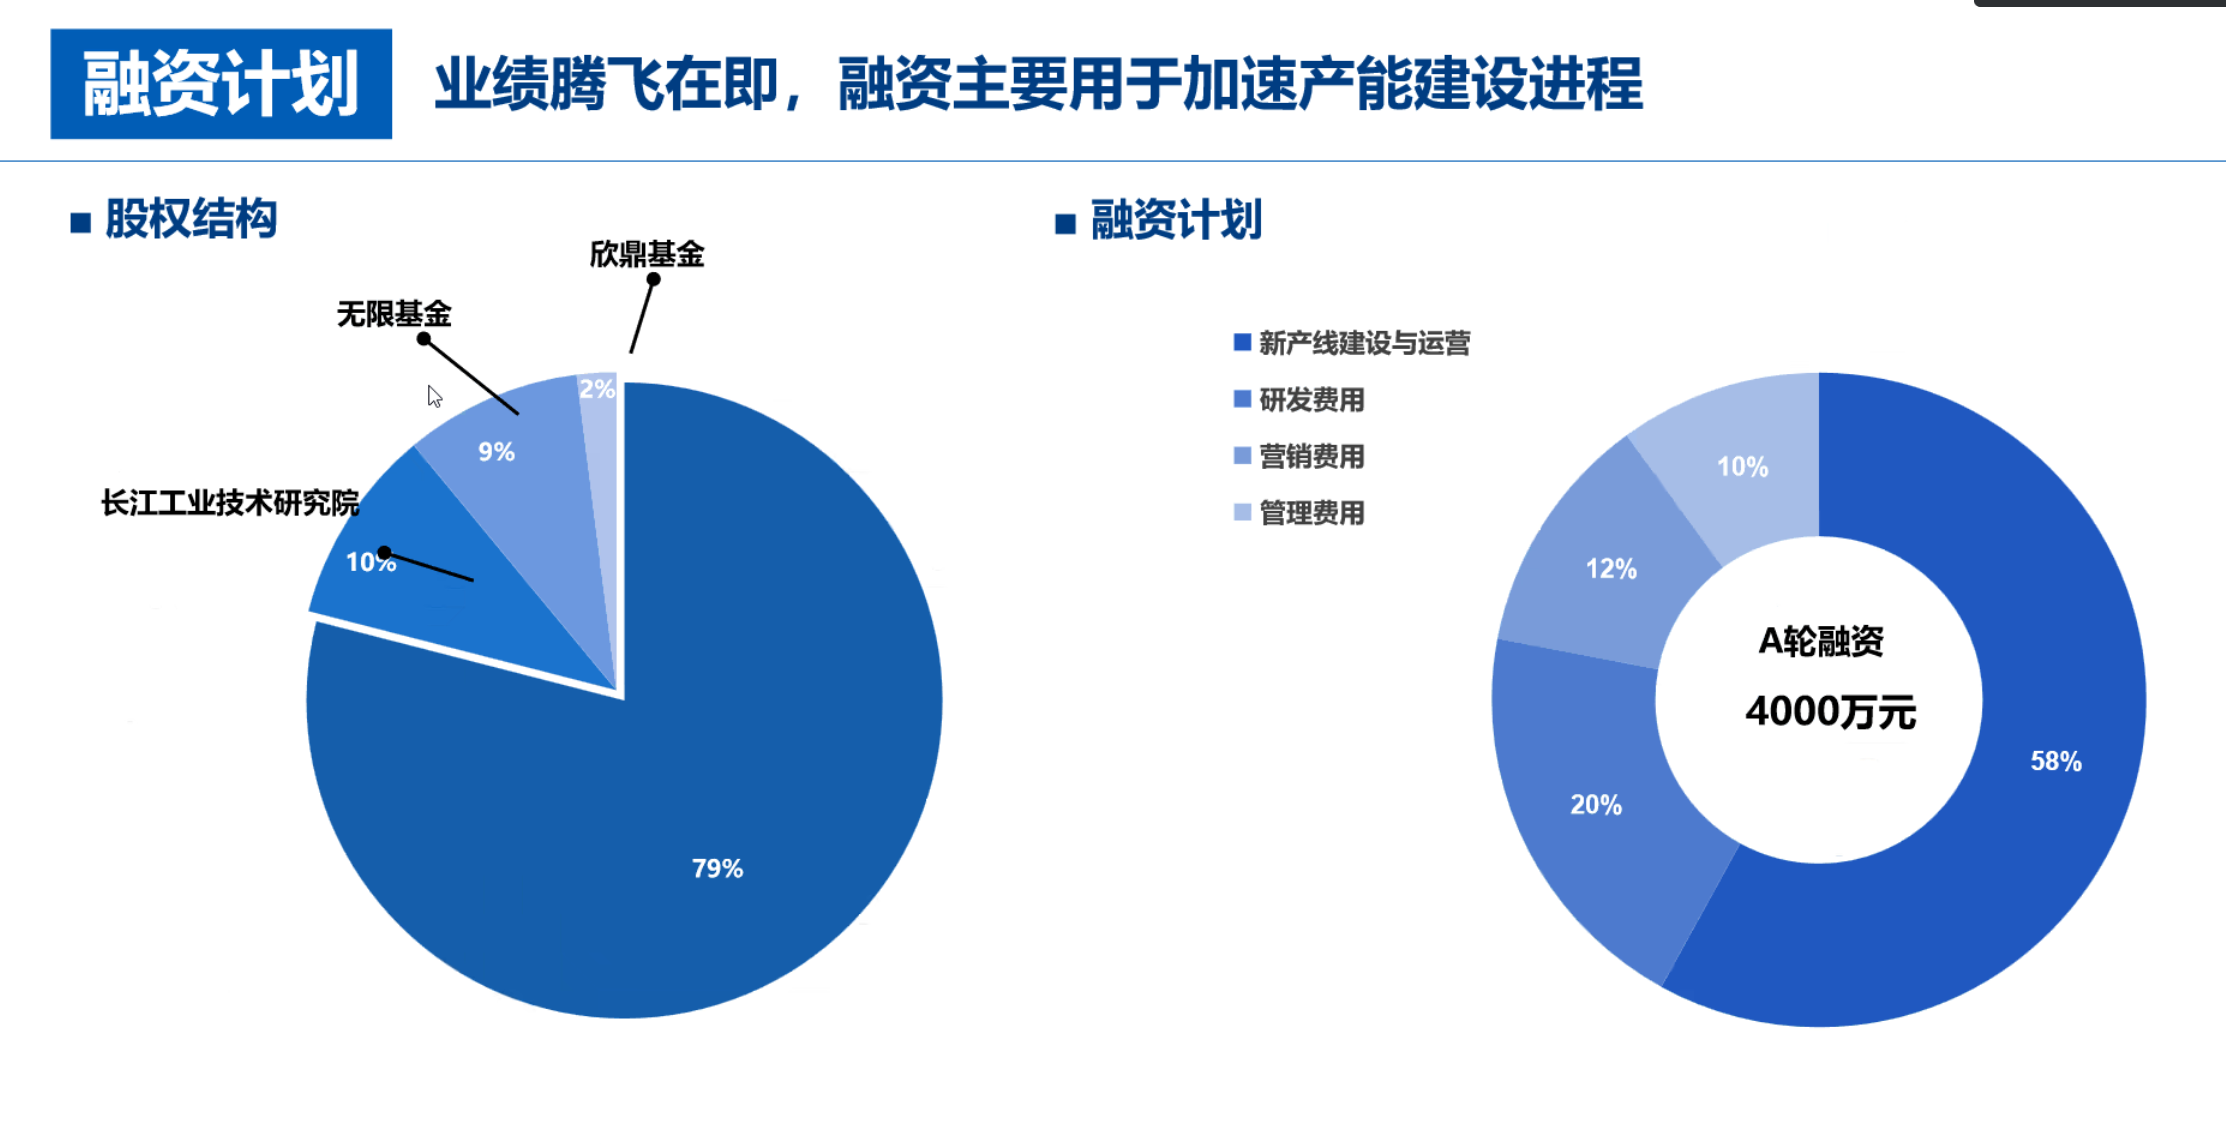 融资计划
业绩腾飞在即，融资主要用于加速产能建设进程
■ 股权结构
欣鼎基金
无限基金
2%
9%
长江工业技术研究院
10%
79%
■ 融资计划
新产线建设与运营
研发费用
营销费用
管理费用
10%
12%
A轮融资
4000万元
58%
20%